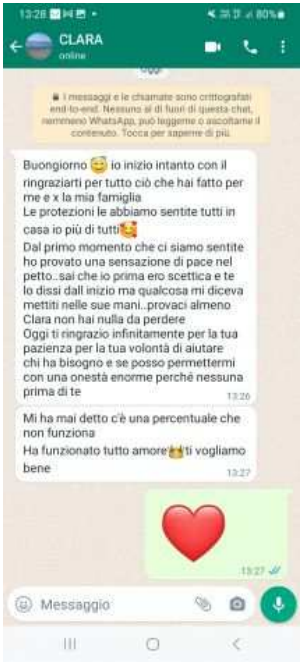 13:28
80%
CLARA
online
I messaggi e le chiamate sono crittografati
end-to-end. Nessuno al di fuori di questa chat,
nemmeno WhatsApp, può leggerne o ascoltarne il
contenuto. Tocca per saperne di più.
Buongiorno 😇 io inizio intanto con il
ringraziarti per tutto ciò che hai fatto per
me e x la mia famiglia
Le protezioni le abbiamo sentite tutti in
casa io più di tutti🥰
Dal primo momento che ci siamo sentite
ho provato una sensazione di pace nel
petto..sai che io prima ero scettica e te
lo dissi dall inizio ma qualcosa mi diceva
mettiti nelle sue mani..provaci almeno
Clara non hai nulla da perdere
Oggi ti ringrazio infinitamente per la tua
pazienza per la tua volontà di aiutare
chi ha bisogno e se posso permettermi
con una onestà enorme perché nessuna
prima di te
13:26
Mi ha mai detto c'è una percentuale che
non funziona
Ha funzionato tutto amore ti vogliamo
bene
13:27
13:27
Messaggio